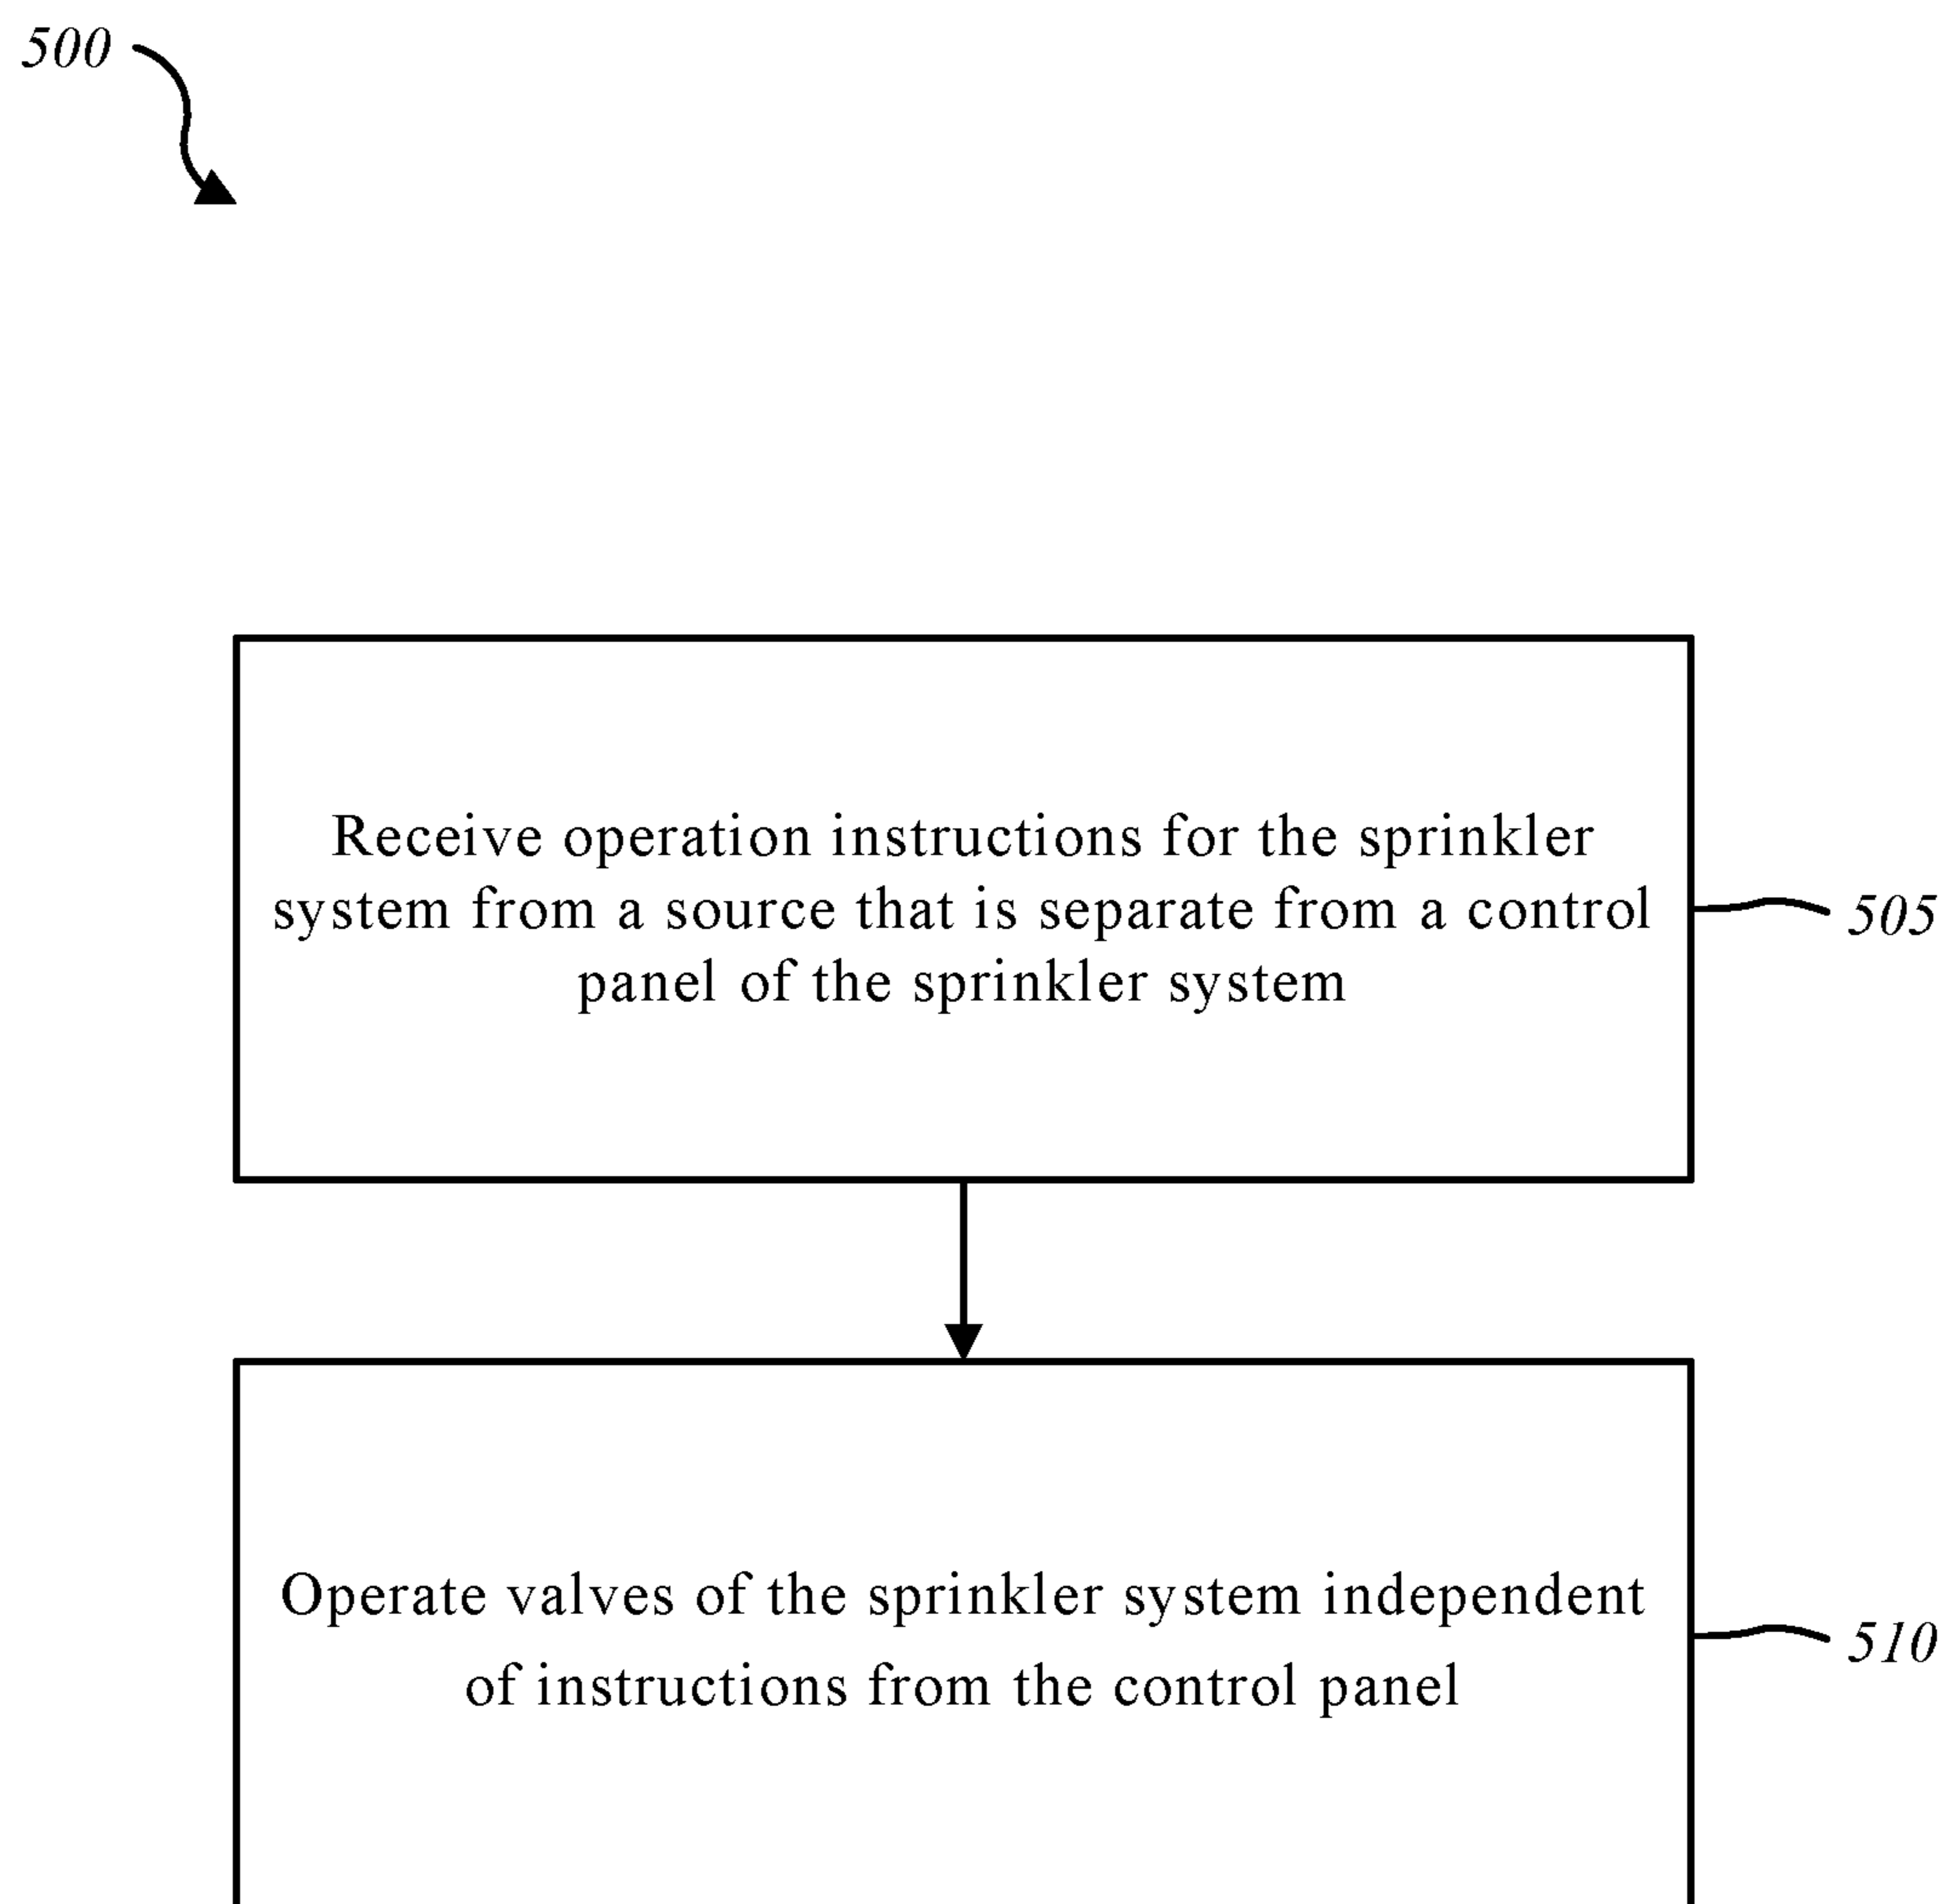 500
Receive operation instructions for the sprinkler
system from a source that is separate from a control
panel of the sprinkler system
505
Operate valves of the sprinkler system independent
of instructions from the control panel
510